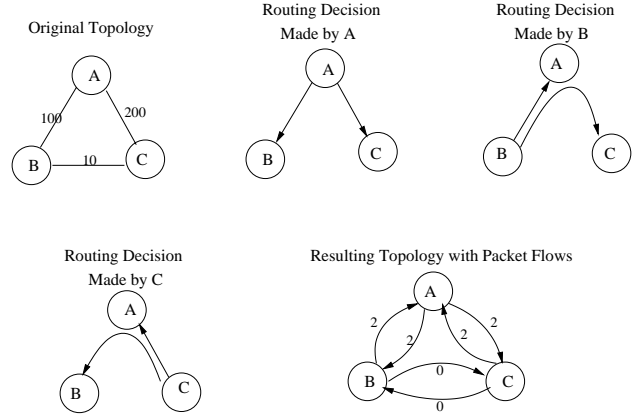 Original Topology
A
100
200
B
10
C
Routing Decision
Made by A
A
B
C
Routing Decision
Made by B
A
B
C
Routing Decision
Made by C
A
B
C
Resulting Topology with Packet Flows
A
2
2
2
2
B
0
C
0